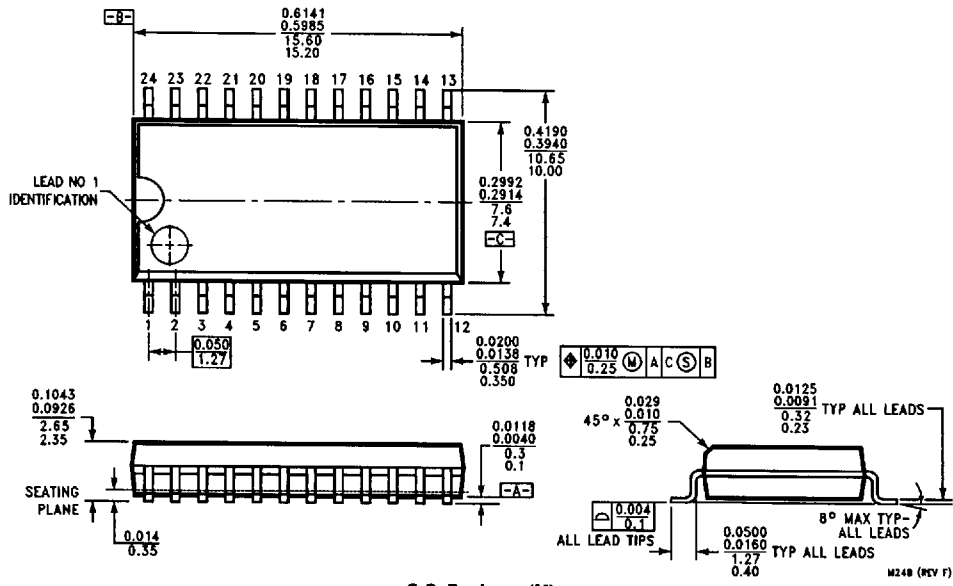 -B-
0.6141
0.5985
15.60
15.20
24 23 22 21 20 19 18 17 16 15 14 13
LEAD NO 1
IDENTIFICATION
0.2992
0.2914
7.6
7.4
-C-
0.4190
0.3940
10.65
10.00
1 2 3 4 5 6 7 8 9 10 11 12
0.050
1.27
0.0200
0.0138
0.508
0.350
TYP
0.010
0.25
M A C S B
0.1043
0.0926
2.65
2.35
SEATING
PLANE
0.014
0.35
0.0118
0.0040
0.3
0.1
-A-
45° x
0.029
0.010
0.75
0.25
0.0125
0.0091
0.32
0.23
TYP ALL LEADS
0.004
0.1
ALL LEAD TIPS
0.0500
0.0160
1.27
0.40
TYP ALL LEADS
8° MAX TYP-
ALL LEADS
M24B (REV F)